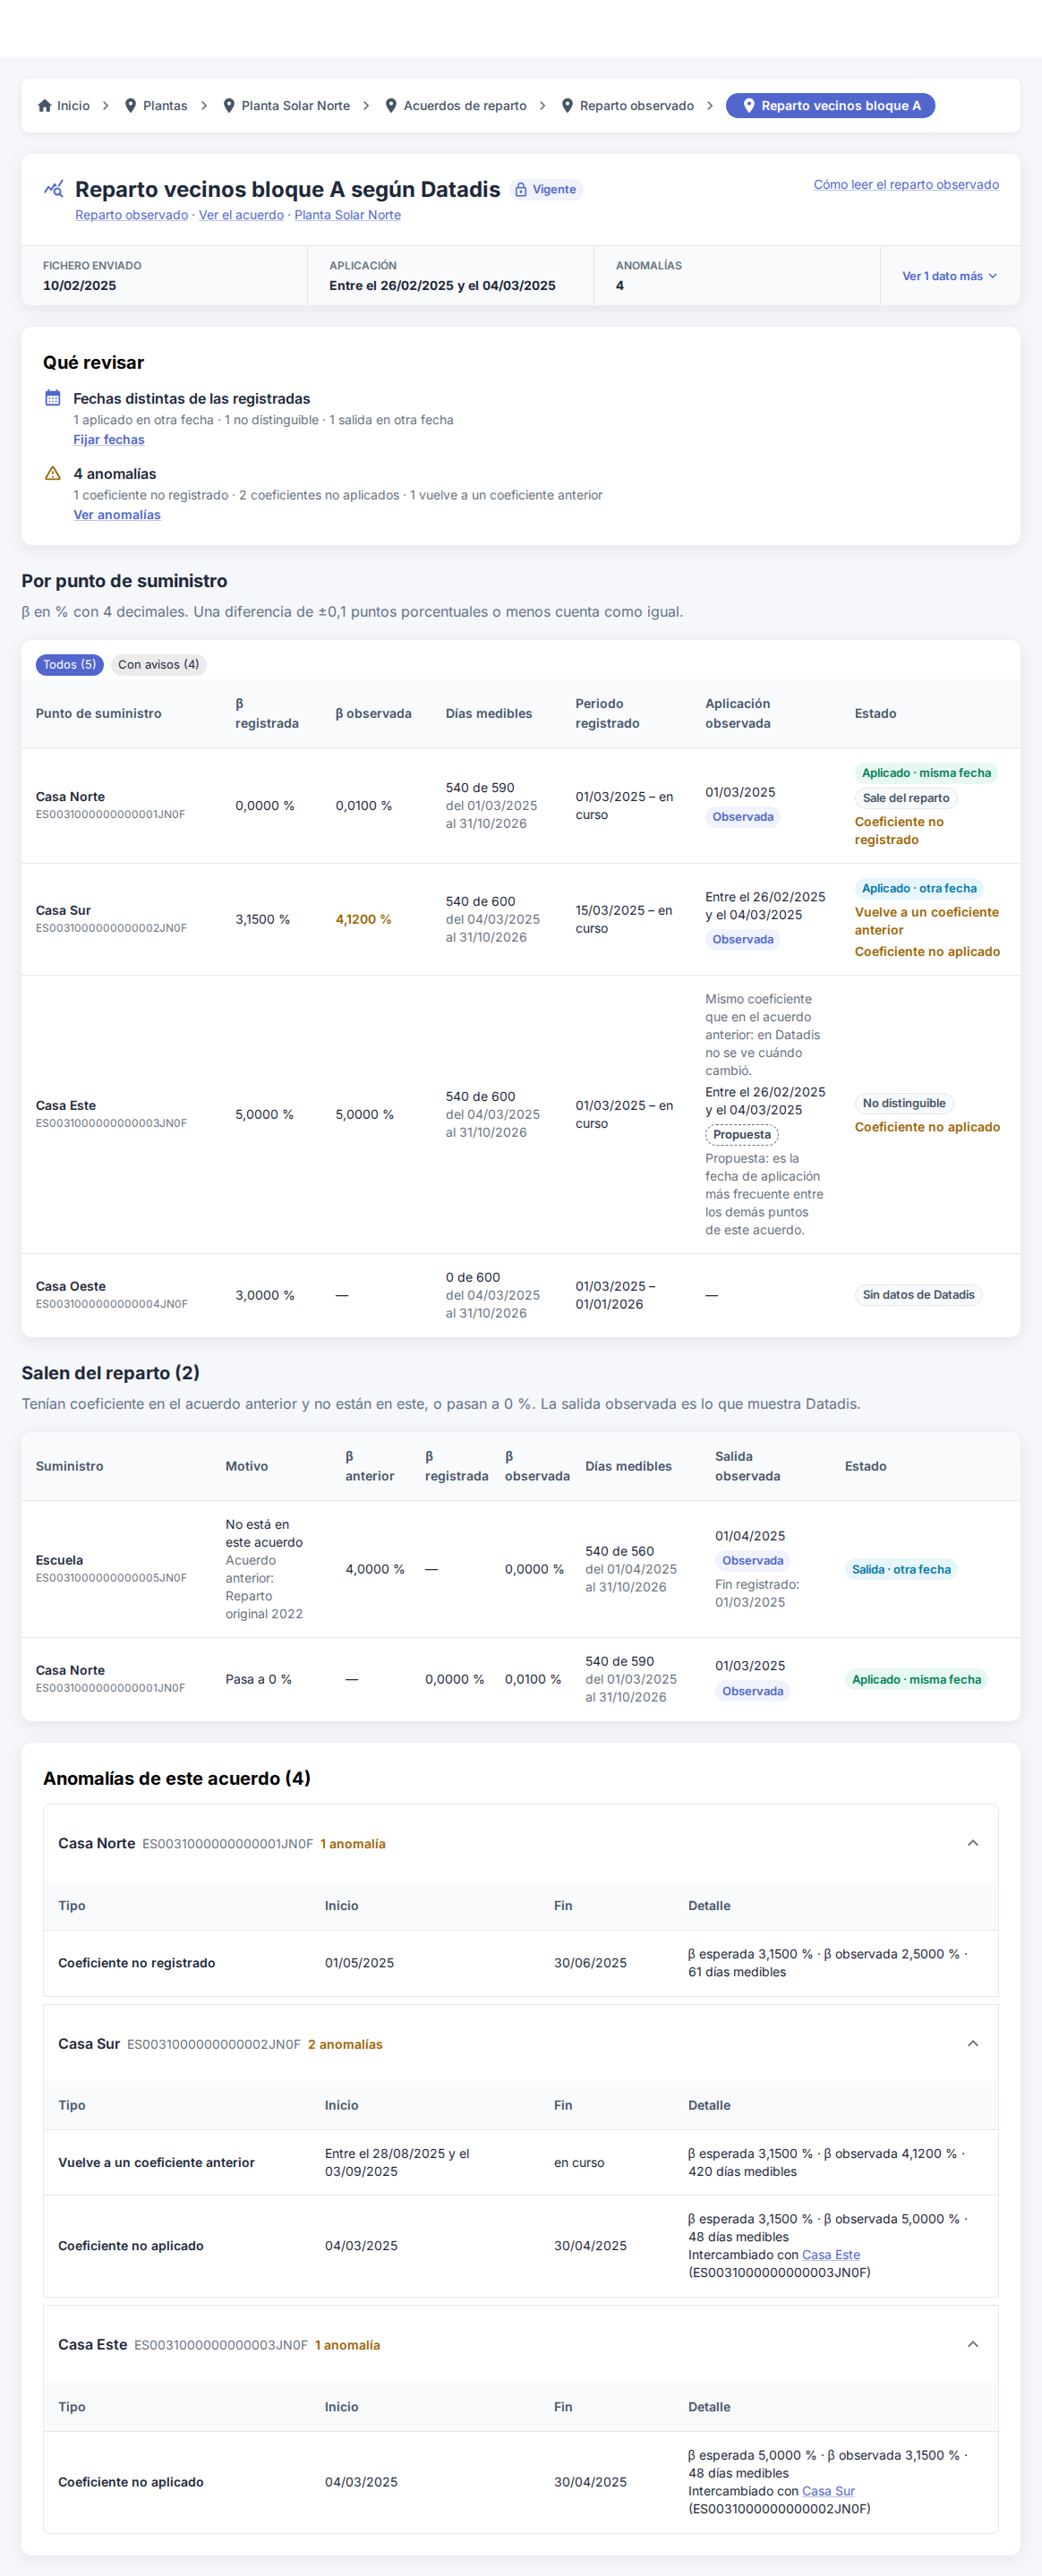 Inicio
Plantas
Planta Solar Norte
Acuerdos de reparto
Reparto observado
Reparto vecinos bloque A
Reparto vecinos bloque A según Datadis
Vigente
Cómo leer el reparto observado
Reparto observado · Ver el acuerdo · Planta Solar Norte
FICHERO ENVIADO
10/02/2025
APLICACIÓN
Entre el 26/02/2025 y el 04/03/2025
ANOMALÍAS
4
Ver 1 dato más
Qué revisar
Fechas distintas de las registradas
1 aplicado en otra fecha · 1 no distinguible · 1 salida en otra fecha
Fijar fechas
4 anomalías
1 coeficiente no registrado · 2 coeficientes no aplicados · 1 vuelve a un coeficiente anterior
Ver anomalías
Por punto de suministro
β en % con 4 decimales. Una diferencia de ±0,1 puntos porcentuales o menos cuenta como igual.
Todos (5)
Con avisos (4)
Punto de suministro
β
registrada
β observada
Días medibles
Periodo
registrado
Aplicación
observada
Estado
Casa Norte
ES0031000000000001JN0F
0,0000 %
0,0100 %
540 de 590
del 01/03/2025
al 31/10/2026
01/03/2025 – en
curso
01/03/2025
Observada
Aplicado · misma fecha
Sale del reparto
Coeficiente no
registrado
Casa Sur
ES0031000000000002JN0F
3,1500 %
4,1200 %
540 de 600
del 04/03/2025
al 31/10/2026
15/03/2025 – en
curso
Entre el 26/02/2025
y el 04/03/2025
Observada
Aplicado · otra fecha
Vuelve a un coeficiente
anterior
Coeficiente no aplicado
Casa Este
ES0031000000000003JN0F
5,0000 %
5,0000 %
540 de 600
del 04/03/2025
al 31/10/2026
01/03/2025 – en
curso
Mismo coeficiente
que en el acuerdo
anterior: en Datadis
no se ve cuándo
cambió.
Entre el 26/02/2025
y el 04/03/2025
Propuesta
Propuesta: es la
fecha de aplicación
más frecuente entre
los demás puntos
de este acuerdo.
No distinguible
Coeficiente no aplicado
Casa Oeste
ES0031000000000004JN0F
3,0000 %
—
0 de 600
del 04/03/2025
al 31/10/2026
01/03/2025 –
01/01/2026
—
Sin datos de Datadis
Salen del reparto (2)
Tenían coeficiente en el acuerdo anterior y no están en este, o pasan a 0 %. La salida observada es lo que muestra Datadis.
Suministro
Motivo
β
anterior
β
registrada
β
observada
Días medibles
Salida
observada
Estado
Escuela
ES0031000000000005JN0F
No está en
este acuerdo
Acuerdo
anterior:
Reparto
original 2022
4,0000 %
—
0,0000 %
540 de 560
del 01/04/2025
al 31/10/2026
01/04/2025
Observada
Fin registrado:
01/03/2025
Salida · otra fecha
Casa Norte
ES0031000000000001JN0F
Pasa a 0 %
—
0,0000 %
0,0100 %
540 de 590
del 01/03/2025
al 31/10/2026
01/03/2025
Observada
Aplicado · misma fecha
Anomalías de este acuerdo (4)
Casa Norte ES0031000000000001JN0F 1 anomalía
Tipo
Inicio
Fin
Detalle
Coeficiente no registrado
01/05/2025
30/06/2025
β esperada 3,1500 % · β observada 2,5000 % ·
61 días medibles
Casa Sur ES0031000000000002JN0F 2 anomalías
Tipo
Inicio
Fin
Detalle
Vuelve a un coeficiente anterior
Entre el 28/08/2025 y el
03/09/2025
en curso
β esperada 3,1500 % · β observada 4,1200 % ·
420 días medibles
Coeficiente no aplicado
04/03/2025
30/04/2025
β esperada 3,1500 % · β observada 5,0000 % ·
48 días medibles
Intercambiado con Casa Este
(ES0031000000000003JN0F)
Casa Este ES0031000000000003JN0F 1 anomalía
Tipo
Inicio
Fin
Detalle
Coeficiente no aplicado
04/03/2025
30/04/2025
β esperada 5,0000 % · β observada 3,1500 % ·
48 días medibles
Intercambiado con Casa Sur
(ES0031000000000002JN0F)